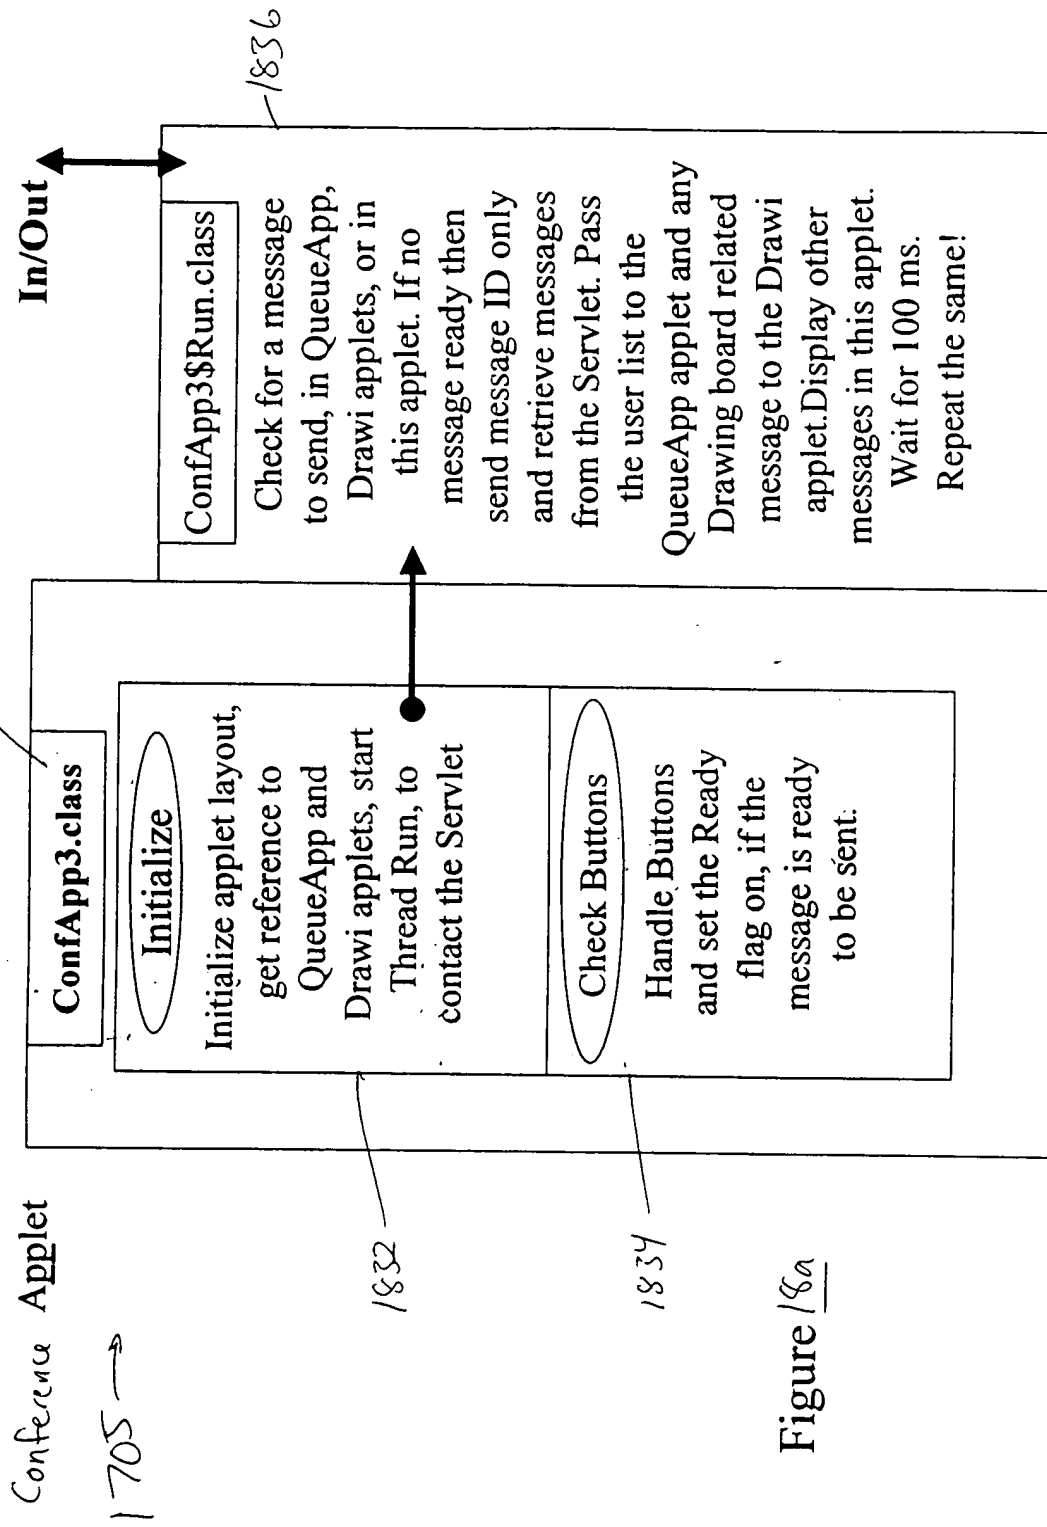 Conference Applet
1705
ConfApp3.class
Initialize
Initialize applet layout,
get reference to
QueueApp and
Drawi applets, start
Thread Run, to
contact the Servlet
1832
Check Buttons
Handle Buttons
and set the Ready
flag on, if the
message is ready
to be sent.
1834
In/Out
ConfApp3$Run.class
1836
Check for a message
to send, in QueueApp,
Drawi applets, or in
this applet. If no
message ready then
send message ID only
and retrieve messages
from the Servlet. Pass
the user list to the
QueueApp applet and any
Drawing board related
message to the Drawi
applet.Display other
messages in this applet.
Wait for 100 ms.
Repeat the same!
Figure 18a